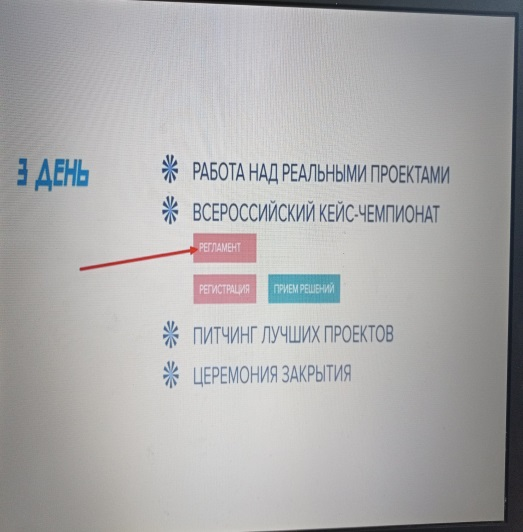 3 ДЕНЬ
РАБОТА НАД РЕАЛЬНЫМИ ПРОЕКТАМИ
ВСЕРОССИЙСКИЙ КЕЙС-ЧЕМПИОНАТ
РЕГЛАМЕНТ
РЕГИСТРАЦИЯ ПРИЕМ РЕШЕНИЙ
ПИТЧИНГ ЛУЧШИХ ПРОЕКТОВ
ЦЕРЕМОНИЯ ЗАКРЫТИЯ